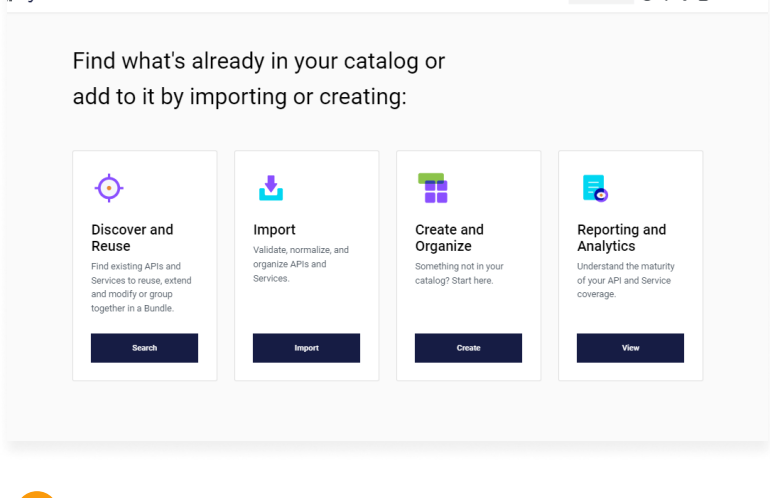 Find what's already in your catalog or
add to it by importing or creating:
Discover and
Reuse
Find existing APIs and
Services to reuse, extend
and modify or group
together in a Bundle.
Search
Import
Validate, normalize, and
organize APIs and
Services.
Import
Create and
Organize
Something not in your
catalog? Start here.
Create
Reporting and
Analytics
Understand the maturity
of your API and Service
coverage.
View